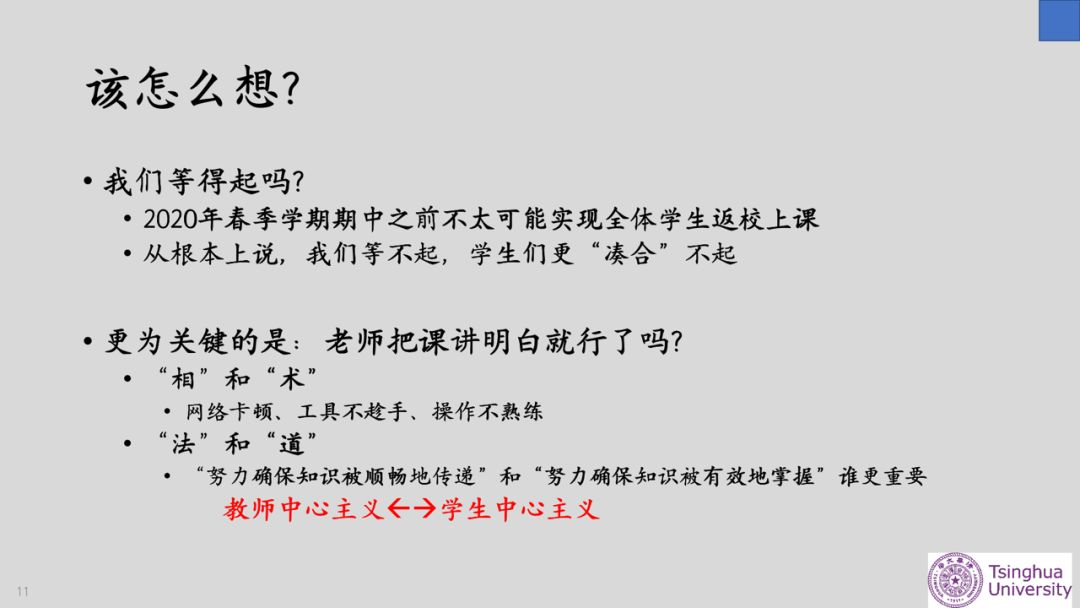 该怎么想?
• 我们等得起吗?
• 2020年春季学期期中之前不太可能实现全体学生返校上课
• 从根本上说，我们等不起，学生们更“凑合”不起
• 更为关键的是：老师把课讲明白就行了吗?
• “相”和“术”
• 网络卡顿、工具不趁手、操作不熟练
• “法”和“道”
• “努力确保知识被顺畅地传递”和“努力确保知识被有效地掌握”谁更重要
教师中心主义←→学生中心主义
11
Tsinghua
University